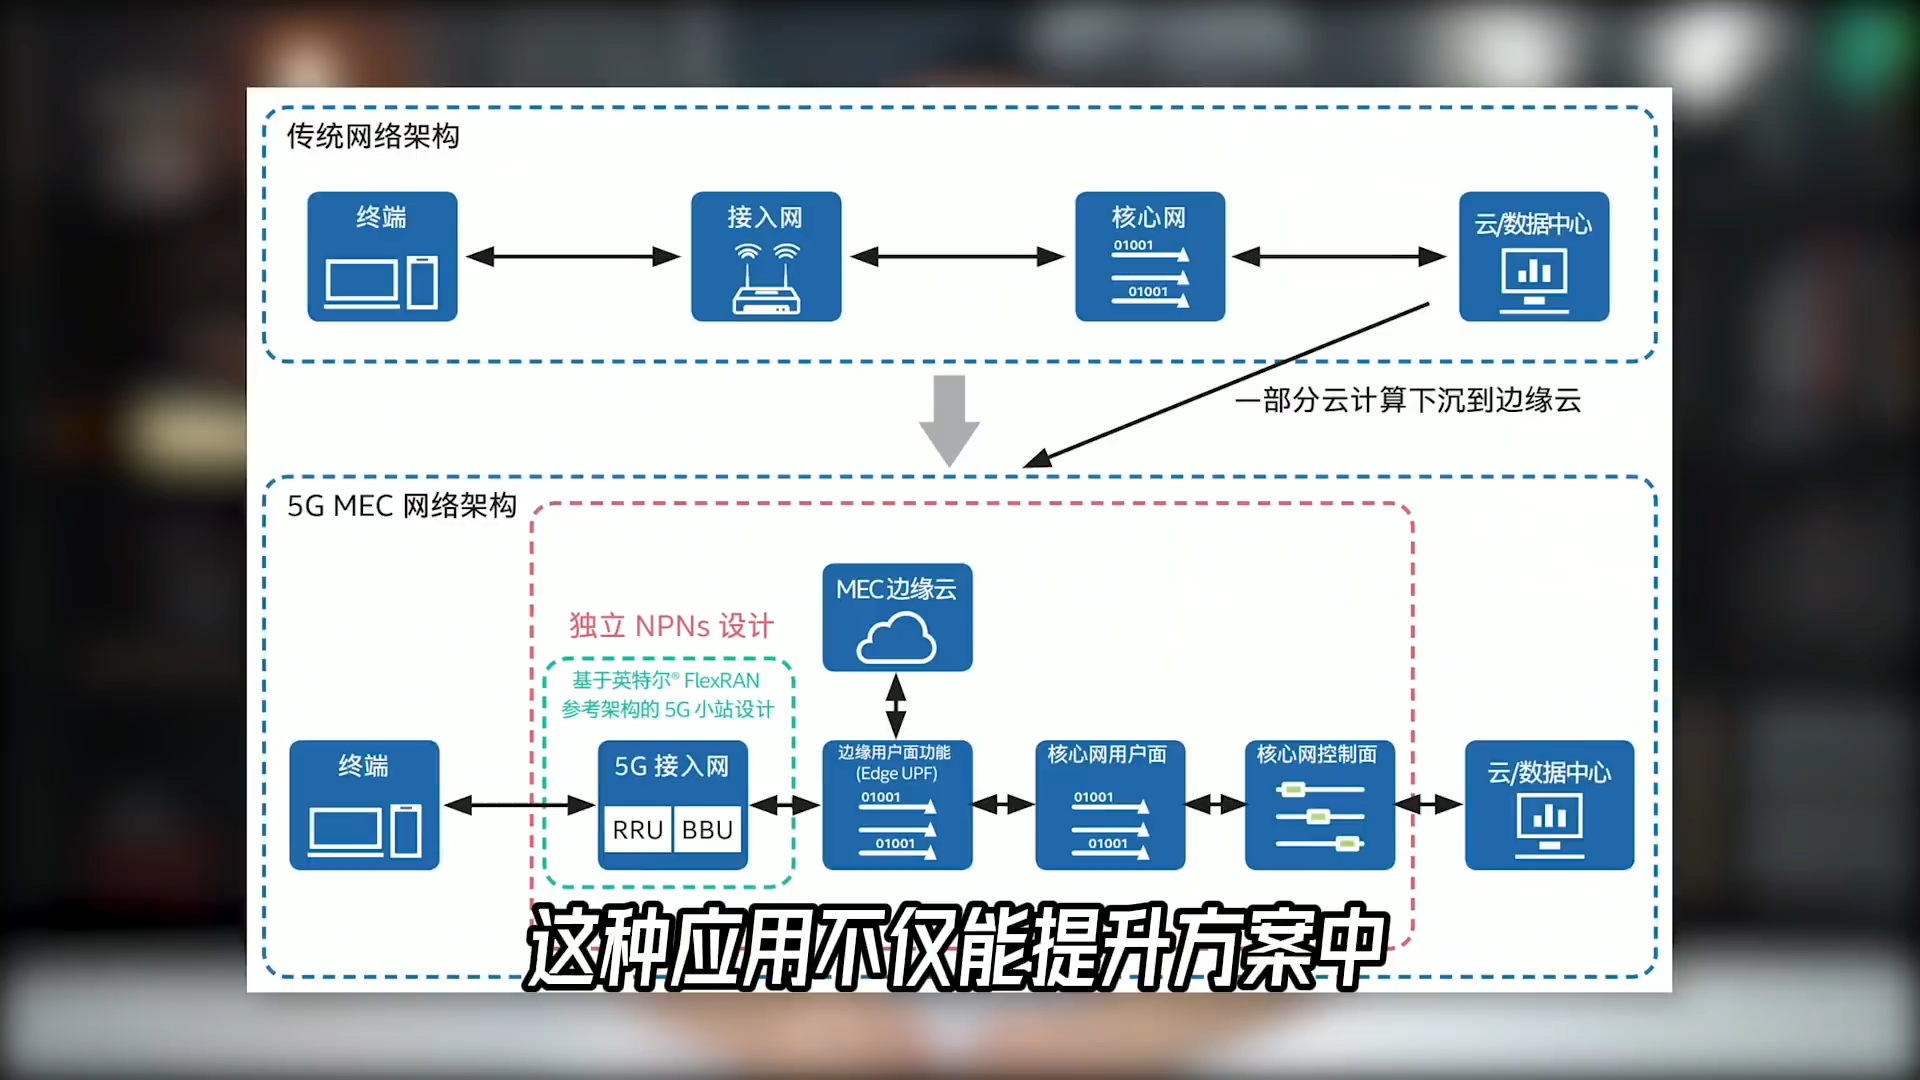 传统网络架构
终端
接入网
核心网
01001
01001
云/数据中心
一部分云计算下沉到边缘云
5G MEC 网络架构
MEC边缘云
独立 NPNs 设计
基于英特尔® FlexRAN
参考架构的 5G 小站设计
终端
5G 接入网
RRU
BBU
边缘用户面功能
(Edge UPF)
01001
01001
核心网用户面
01001
01001
核心网控制面
云/数据中心
这种应用不仅能提升方案中